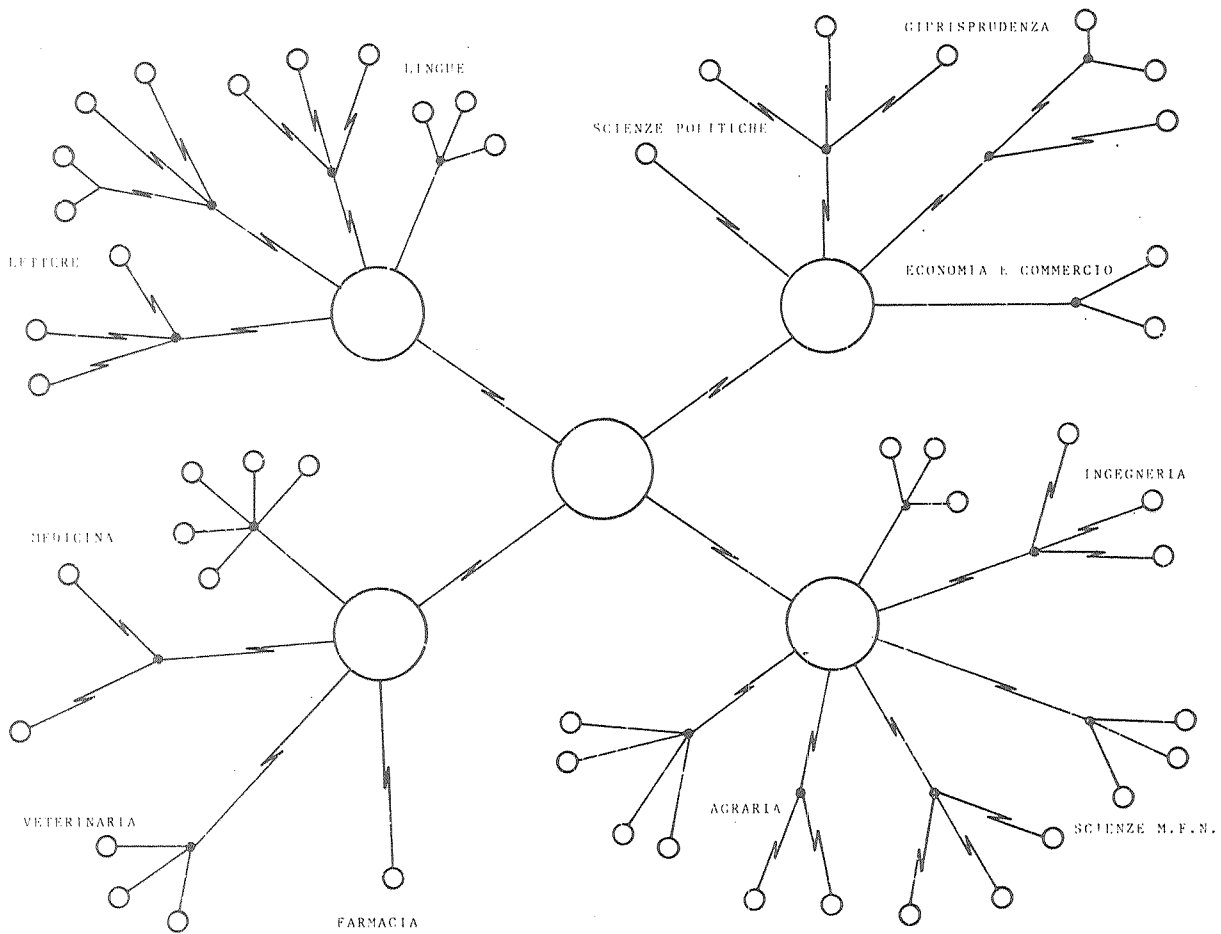 GIURISPRUDENZA
LINGUE
SCIENZE POLITICHE
LETTERE
ECONOMIA E COMMERCIO
INGEGNERIA
MEDICINA
AGRARIA
VETERINARIA
SCIENZE M.F.N.
FARMACIA